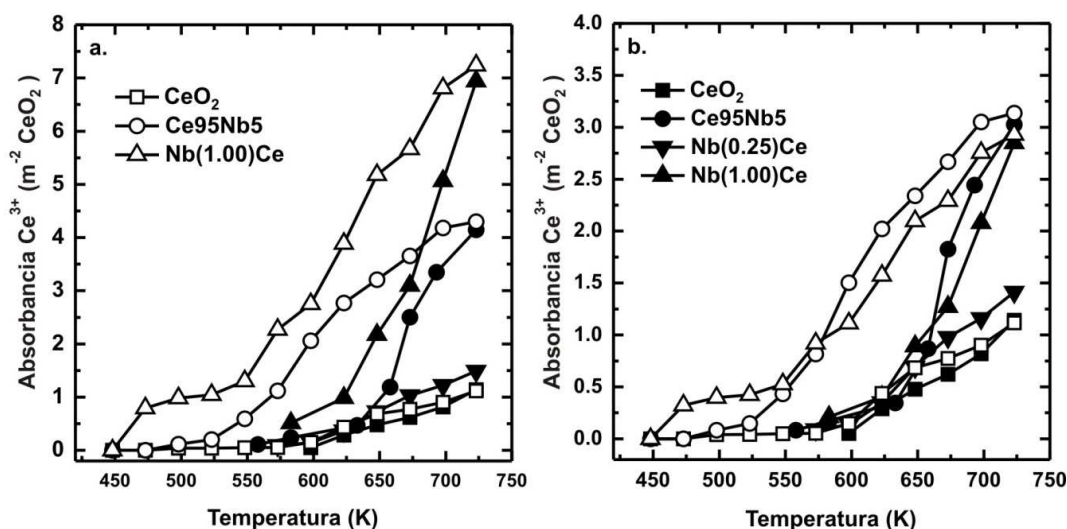 a.
CeO₂
Ce95Nb5
Nb(1.00)Ce
Absorbancia Ce³⁺ (m⁻² CeO₂)
8
7
6
5
4
3
2
1
0
450 500 550 600 650 700 750
Temperatura (K)
b.
CeO₂
Ce95Nb5
Nb(0.25)Ce
Nb(1.00)Ce
Absorbancia Ce³⁺ (m⁻² CeO₂)
4.0
3.5
3.0
2.5
2.0
1.5
1.0
0.5
0.0
450 500 550 600 650 700 750
Temperatura (K)